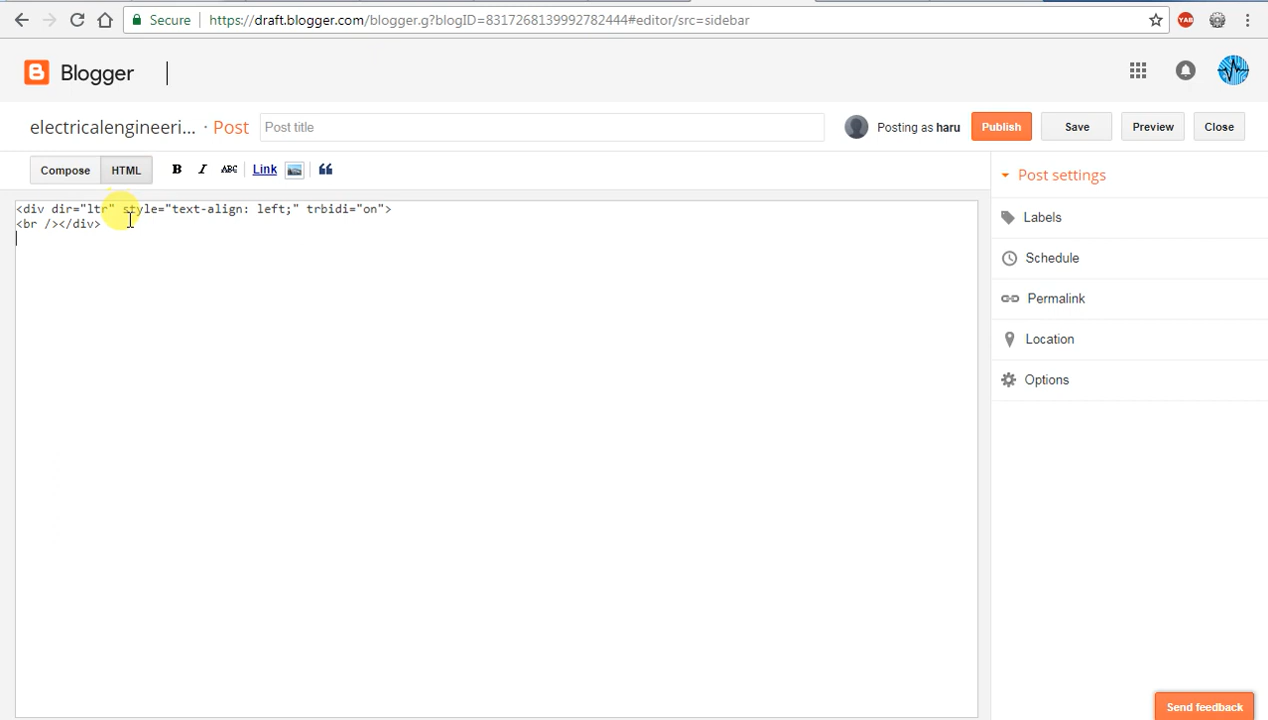 Secure https://draft.blogger.com/blogger.g?blogID=8317268139992782444#editor/src=sidebar YAB
Blogger
electricalengineeri... · Post Post title Posting as haru Publish Save Preview Close
Compose HTML B I ABC Link “ Post settings
<div dir="ltr" style="text-align: left;" trbidi="on">
<br /></div>
Labels
Schedule
Permalink
Location
Options
Send feedback